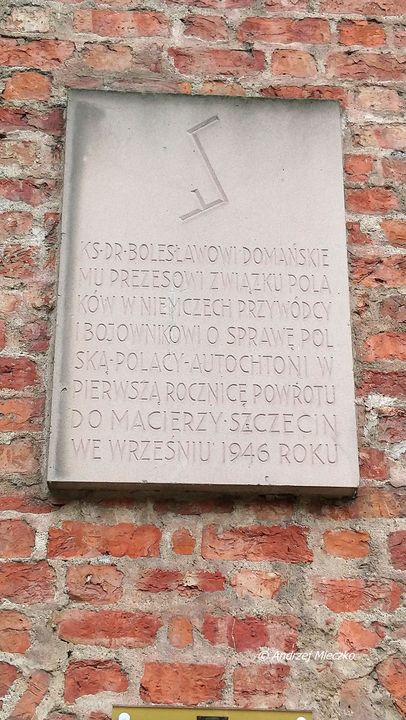 KS·DR·BOLESŁAWOWI DOMAŃSKIE
MU PREZESOWI ZWIĄZKU POLA
KÓW W NIEMCZECH PRZYWÓDCY
I BOJOWNIKOWI O SPRAWĘ POL
SKĄ·POLACY-AUTOCHTONI W
PIERWSZĄ ROCZNICĘ POWROTU
DO MACIERZY·SZCZECIN
WE WRZEŚNIU 1946 ROKU
© Andrzej Mleczko